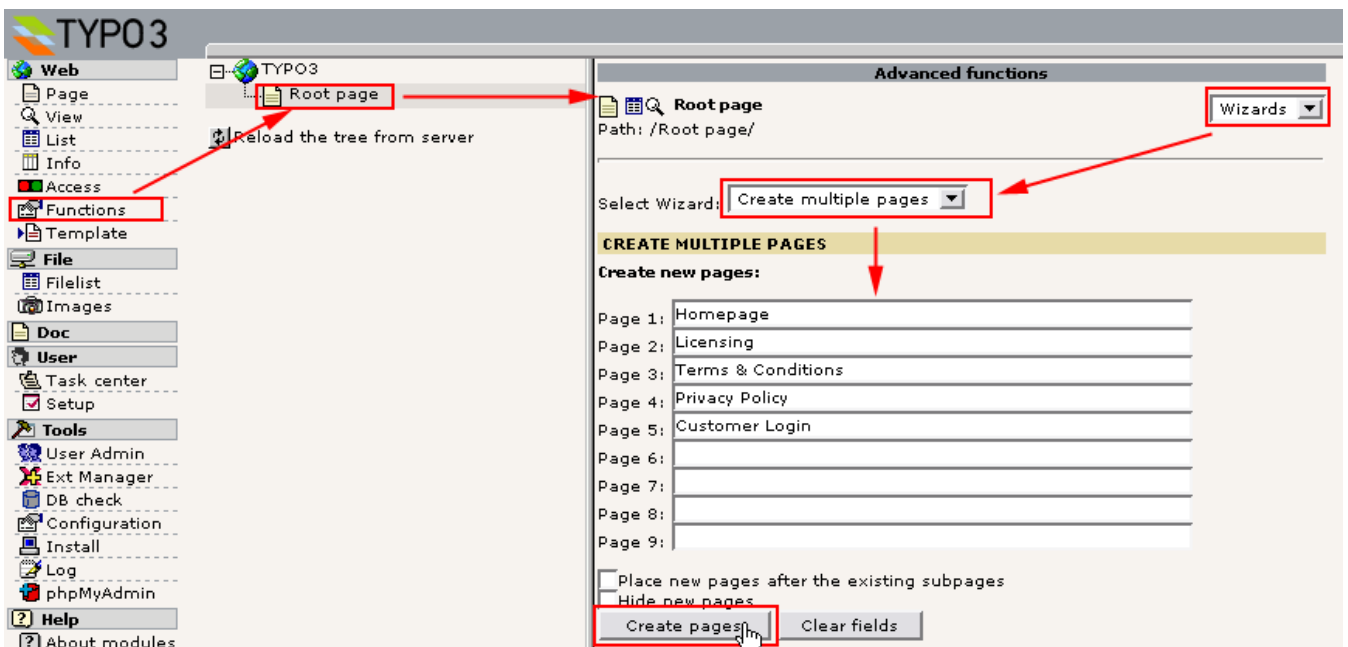 TYPO3
Web
Page
View
List
Info
Access
Functions
Template
File
Filelist
Images
Doc
User
Task center
Setup
Tools
User Admin
Ext Manager
DB check
Configuration
Install
Log
phpMyAdmin
Help
About modules
TYPO3
Root page
Reload the tree from server
Advanced functions
Root page
Wizards
Path: /Root page/
Select Wizard: Create multiple pages
CREATE MULTIPLE PAGES
Create new pages:
Page 1: Homepage
Page 2: Licensing
Page 3: Terms & Conditions
Page 4: Privacy Policy
Page 5: Customer Login
Page 6:
Page 7:
Page 8:
Page 9:
Place new pages after the existing subpages
Hide new pages
Create pages Clear fields